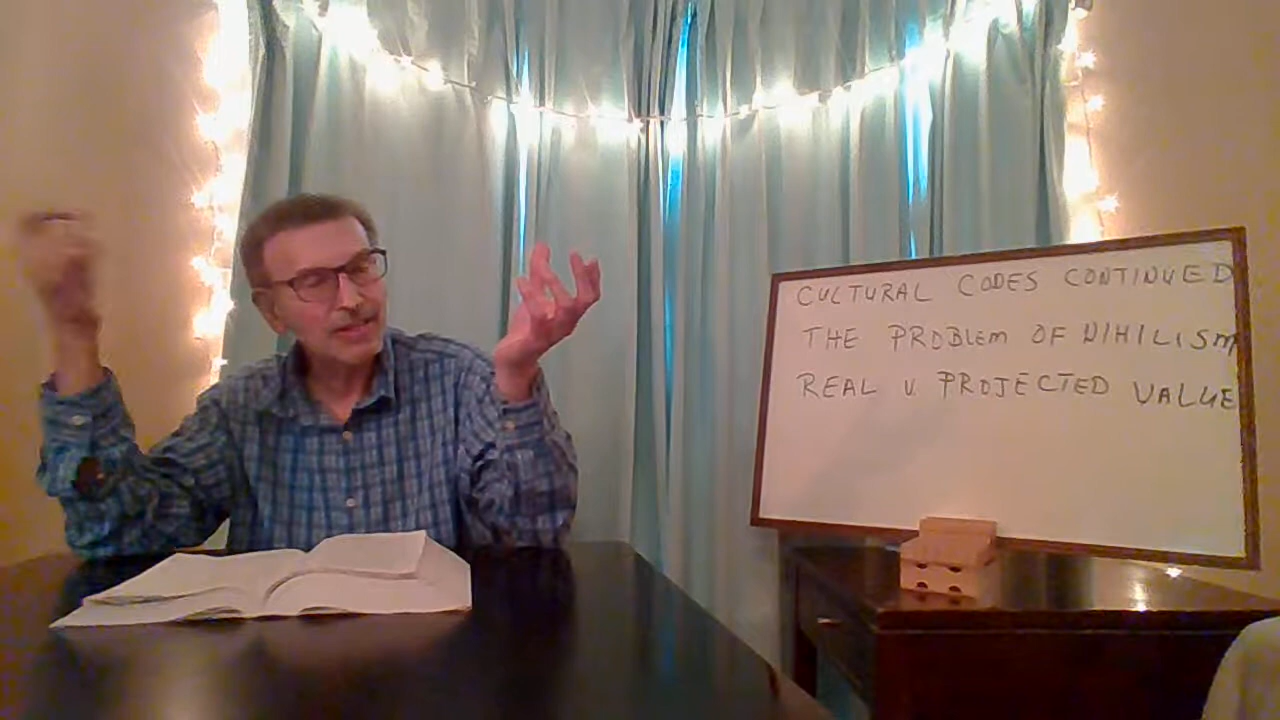 CULTURAL CODES CONTINUED
THE PROBLEM OF NIHILISM
REAL V. PROJECTED VALUE